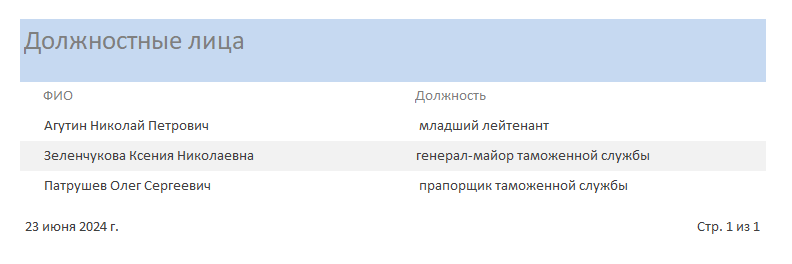 Должностные лица
ФИО Должность
Агутин Николай Петрович младший лейтенант
Зеленчукова Ксения Николаевна генерал-майор таможенной службы
Патрушев Олег Сергеевич прапорщик таможенной службы
23 июня 2024 г. Стр. 1 из 1